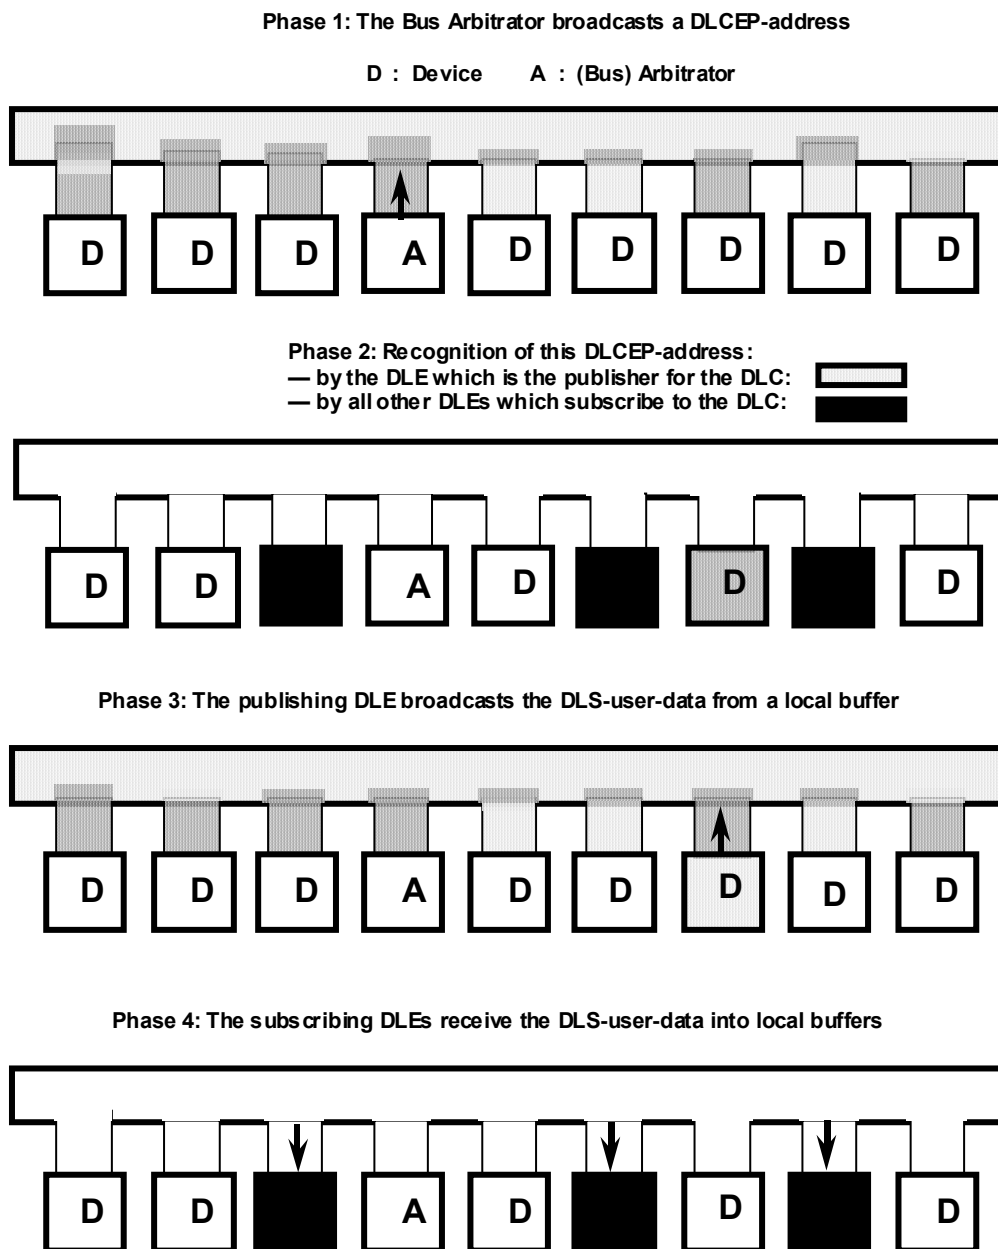 Phase 1: The Bus Arbitrator broadcasts a DLCEP-address
D : Device A : (Bus) Arbitrator
D D D A D D D D D
Phase 2: Recognition of this DLCEP-address:
— by the DLE which is the publisher for the DLC:
— by all other DLEs which subscribe to the DLC:
D D A D D D
Phase 3: The publishing DLE broadcasts the DLS-user-data from a local buffer
D D D A D D D D D
Phase 4: The subscribing DLEs receive the DLS-user-data into local buffers
D D A D D D